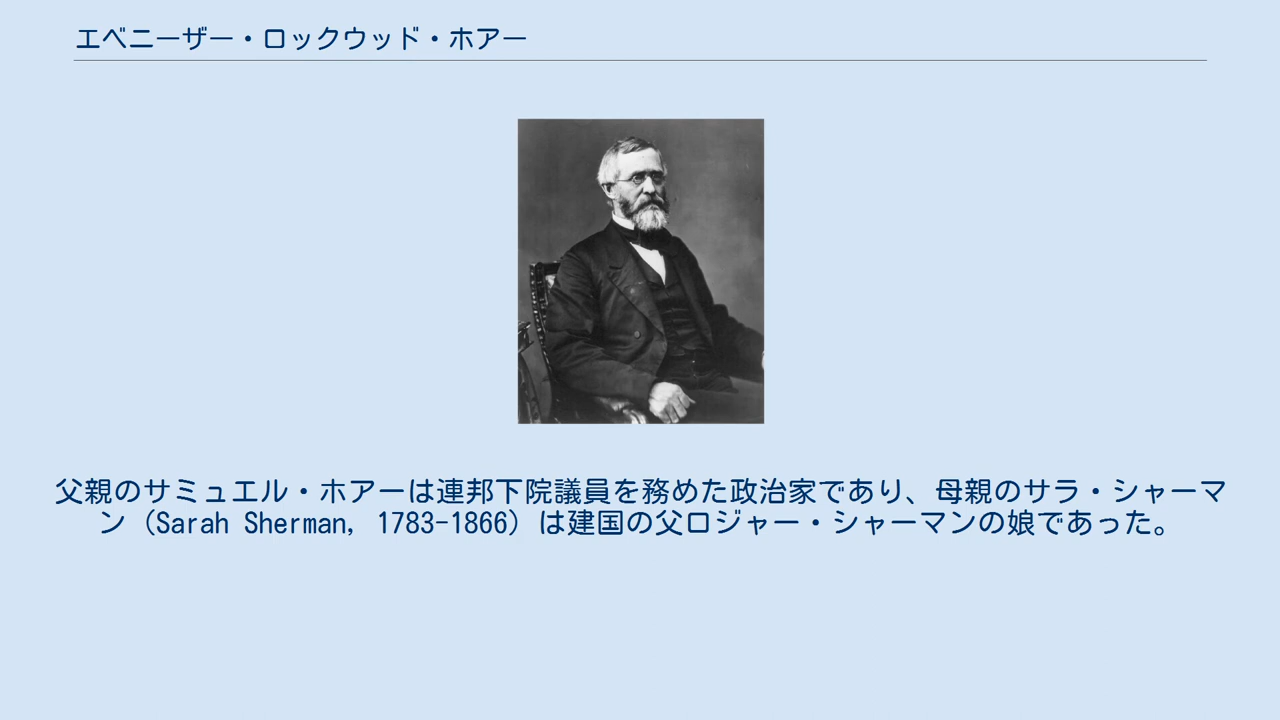 エベニーザー・ロックウッド・ホアー
父親のサミュエル・ホアーは連邦下院議員を務めた政治家であり、母親のサラ・シャーマ
ン（Sarah Sherman, 1783-1866）は建国の父ロジャー・シャーマンの娘であった。